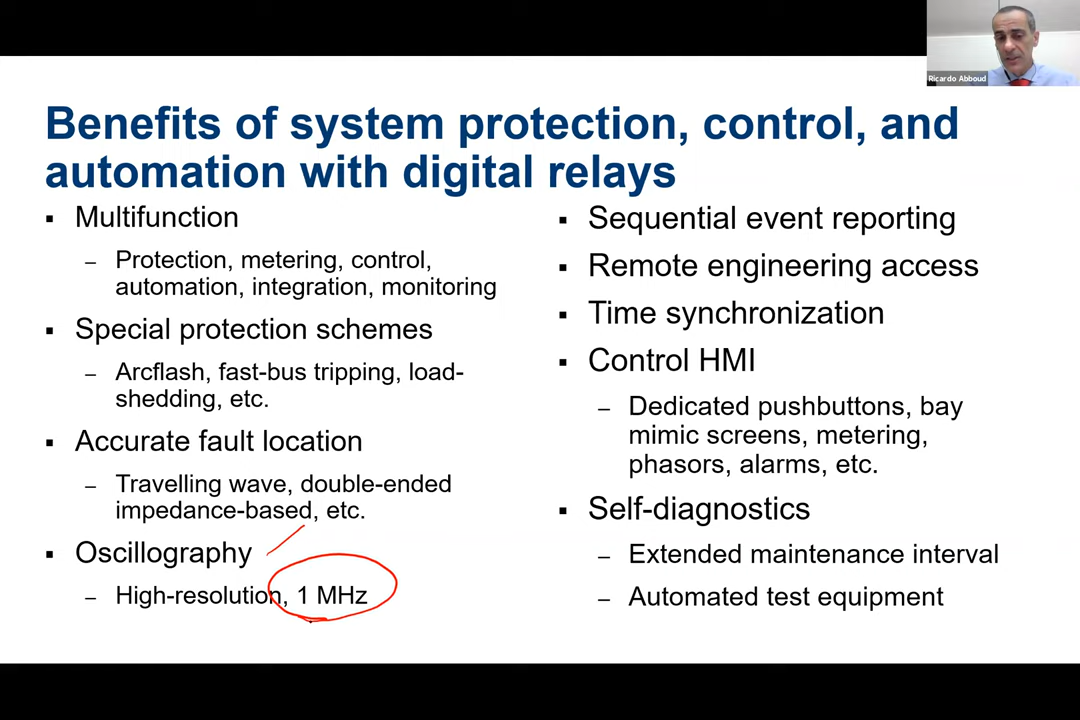 Ricardo Abboud
Benefits of system protection, control, and
automation with digital relays
▪ Multifunction
– Protection, metering, control,
automation, integration, monitoring
▪ Special protection schemes
– Arcflash, fast-bus tripping, load-
shedding, etc.
▪ Accurate fault location
– Travelling wave, double-ended
impedance-based, etc.
▪ Oscillography
– High-resolution, 1 MHz
▪ Sequential event reporting
▪ Remote engineering access
▪ Time synchronization
▪ Control HMI
– Dedicated pushbuttons, bay
mimic screens, metering,
phasors, alarms, etc.
▪ Self-diagnostics
– Extended maintenance interval
– Automated test equipment